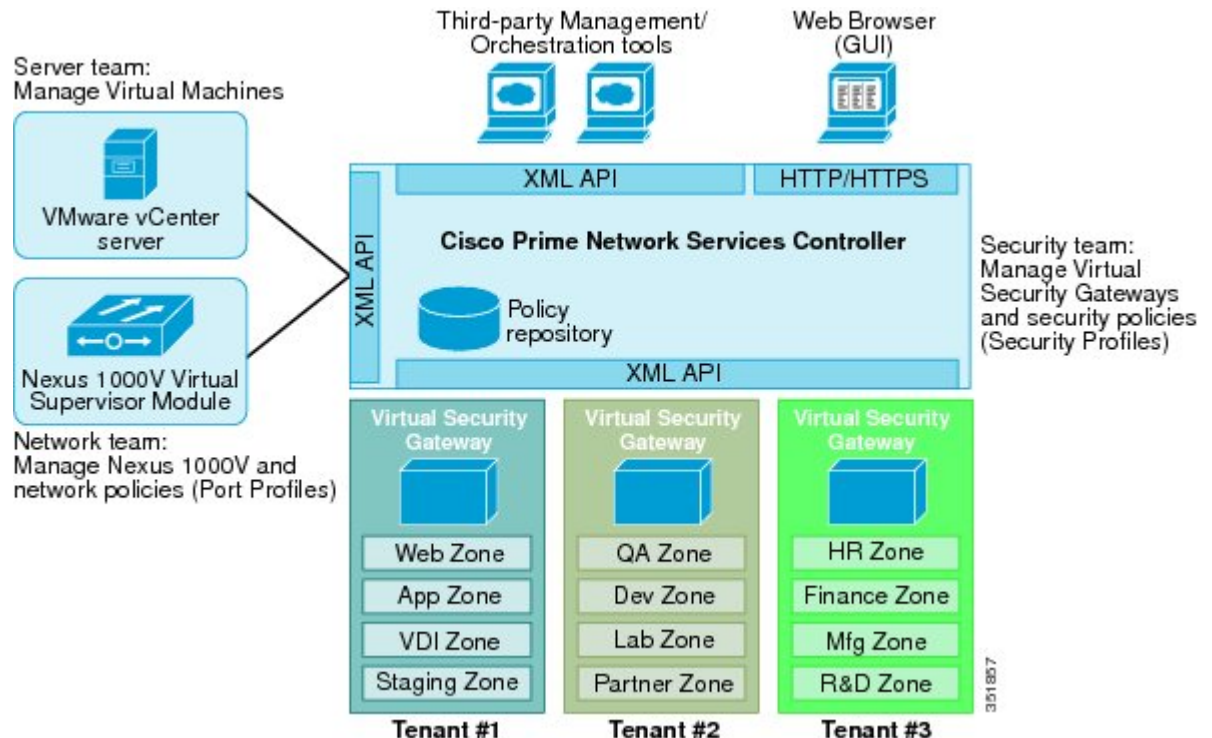 Third-party Management/
Orchestration tools
Web Browser
(GUI)
Server team:
Manage Virtual Machines
VMware vCenter
server
Nexus 1000V Virtual
Supervisor Module
Network team:
Manage Nexus 1000V and
network policies (Port Profiles)
XML API
HTTP/HTTPS
XML API
Cisco Prime Network Services Controller
Policy
repository
XML API
Security team:
Manage Virtual
Security Gateways
and security policies
(Security Profiles)
Virtual Security
Gateway
Web Zone
App Zone
VDI Zone
Staging Zone
Tenant #1
Virtual Security
Gateway
QA Zone
Dev Zone
Lab Zone
Partner Zone
Tenant #2
Virtual Security
Gateway
HR Zone
Finance Zone
Mfg Zone
R&D Zone
Tenant #3
351857